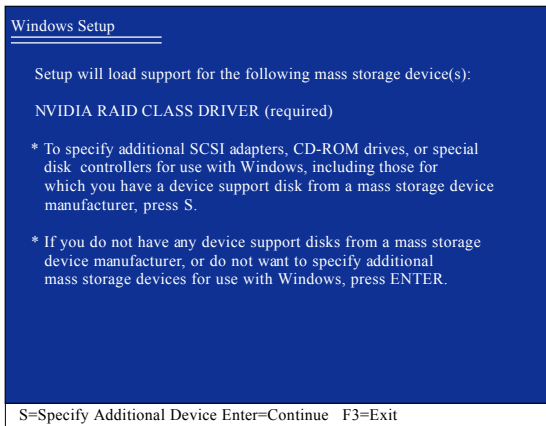 Windows Setup
Setup will load support for the following mass storage device(s):
NVIDIA RAID CLASS DRIVER (required)
* To specify additional SCSI adapters, CD-ROM drives, or special
disk controllers for use with Windows, including those for
which you have a device support disk from a mass storage device
manufacturer, press S.
* If you do not have any device support disks from a mass storage
device manufacturer, or do not want to specify additional
mass storage devices for use with Windows, press ENTER.
S=Specify Additional Device Enter=Continue F3=Exit